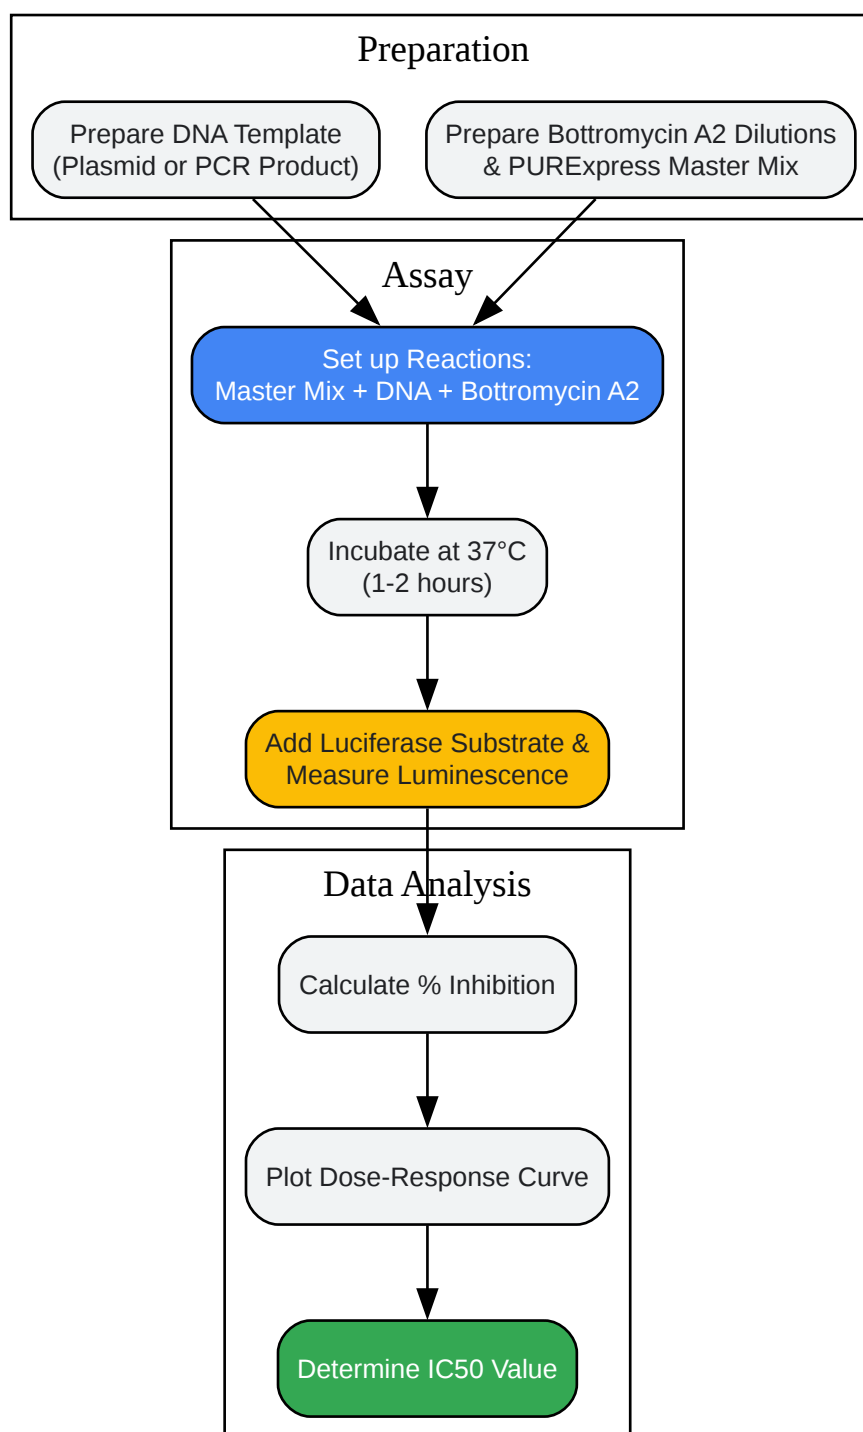 Preparation
Prepare DNA Template
(Plasmid or PCR Product)
Prepare Bottromycin A2 Dilutions
& PURExpress Master Mix
Assay
Set up Reactions:
Master Mix + DNA + Bottromycin A2
Incubate at 37°C
(1-2 hours)
Add Luciferase Substrate &
Measure Luminescence
Data Analysis
Calculate % Inhibition
Plot Dose-Response Curve
Determine IC50 Value